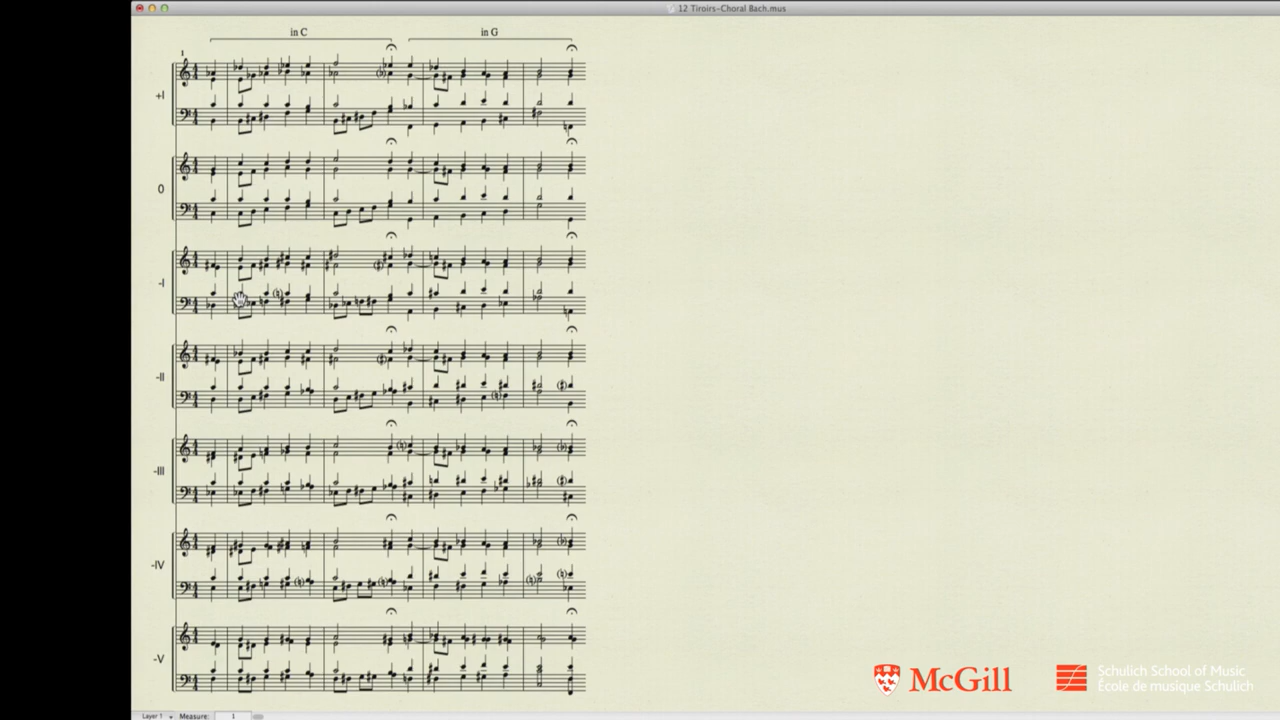 12 Tiroirs-Choral Bach.mus
in C
in G
1
+I
0
-I
-II
-III
-IV
-V
McGill
Schulich School of Music
École de musique Schulich
Layer 1
Measure:
1